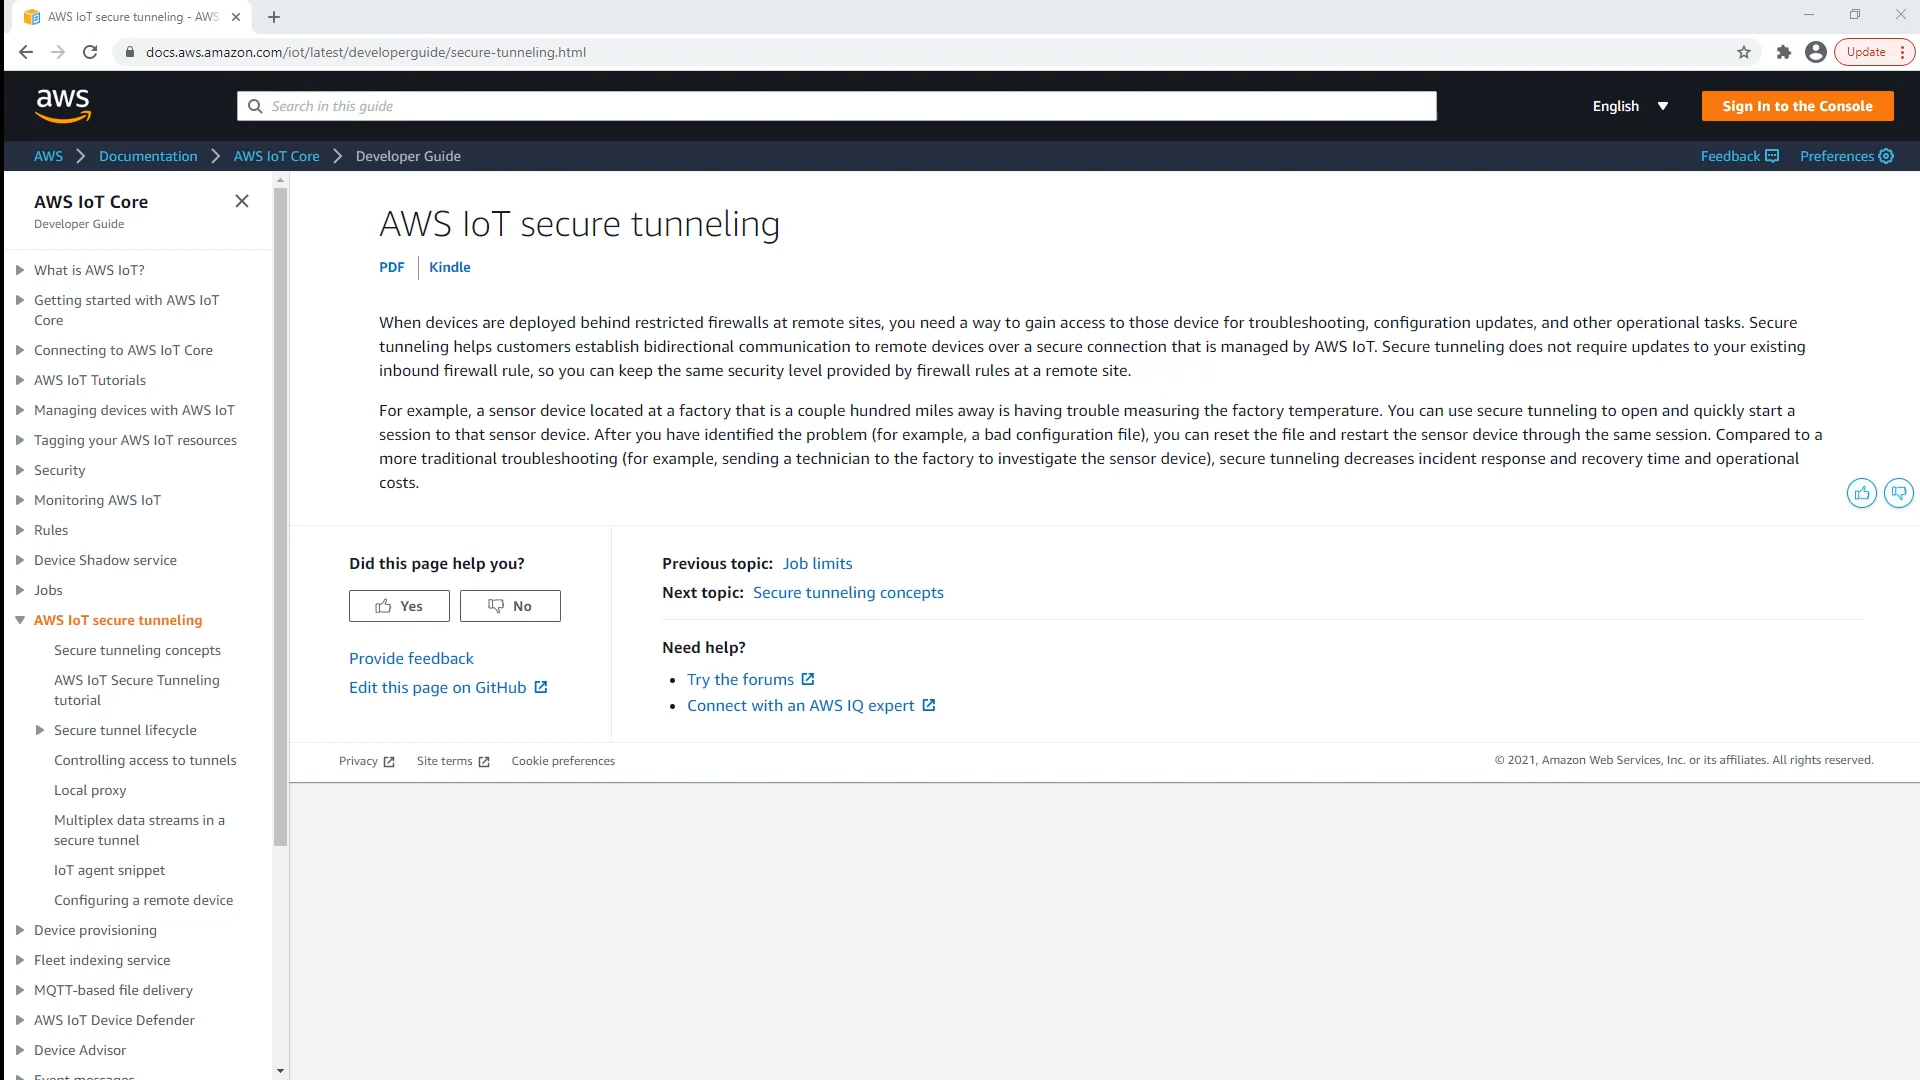 AWS IoT secure tunneling - AWS
docs.aws.amazon.com/iot/latest/developerguide/secure-tunneling.html
Update
aws
Search in this guide
English
Sign In to the Console
AWS
Documentation
AWS IoT Core
Developer Guide
Feedback
Preferences
AWS IoT Core
Developer Guide
What is AWS IoT?
Getting started with AWS IoT
Core
Connecting to AWS IoT Core
AWS IoT Tutorials
Managing devices with AWS IoT
Tagging your AWS IoT resources
Security
Monitoring AWS IoT
Rules
Device Shadow service
Jobs
AWS IoT secure tunneling
Secure tunneling concepts
AWS IoT Secure Tunneling
tutorial
Secure tunnel lifecycle
Controlling access to tunnels
Local proxy
Multiplex data streams in a
secure tunnel
IoT agent snippet
Configuring a remote device
Device provisioning
Fleet indexing service
MQTT-based file delivery
AWS IoT Device Defender
Device Advisor
Event messages
AWS IoT secure tunneling
PDF
Kindle
When devices are deployed behind restricted firewalls at remote sites, you need a way to gain access to those device for troubleshooting, configuration updates, and other operational tasks. Secure
tunneling helps customers establish bidirectional communication to remote devices over a secure connection that is managed by AWS IoT. Secure tunneling does not require updates to your existing
inbound firewall rule, so you can keep the same security level provided by firewall rules at a remote site.
For example, a sensor device located at a factory that is a couple hundred miles away is having trouble measuring the factory temperature. You can use secure tunneling to open and quickly start a
session to that sensor device. After you have identified the problem (for example, a bad configuration file), you can reset the file and restart the sensor device through the same session. Compared to a
more traditional troubleshooting (for example, sending a technician to the factory to investigate the sensor device), secure tunneling decreases incident response and recovery time and operational
costs.
Did this page help you?
Yes
No
Provide feedback
Edit this page on GitHub
Previous topic: Job limits
Next topic: Secure tunneling concepts
Need help?
• Try the forums
• Connect with an AWS IQ expert
Privacy
Site terms
Cookie preferences
© 2021, Amazon Web Services, Inc. or its affiliates. All rights reserved.